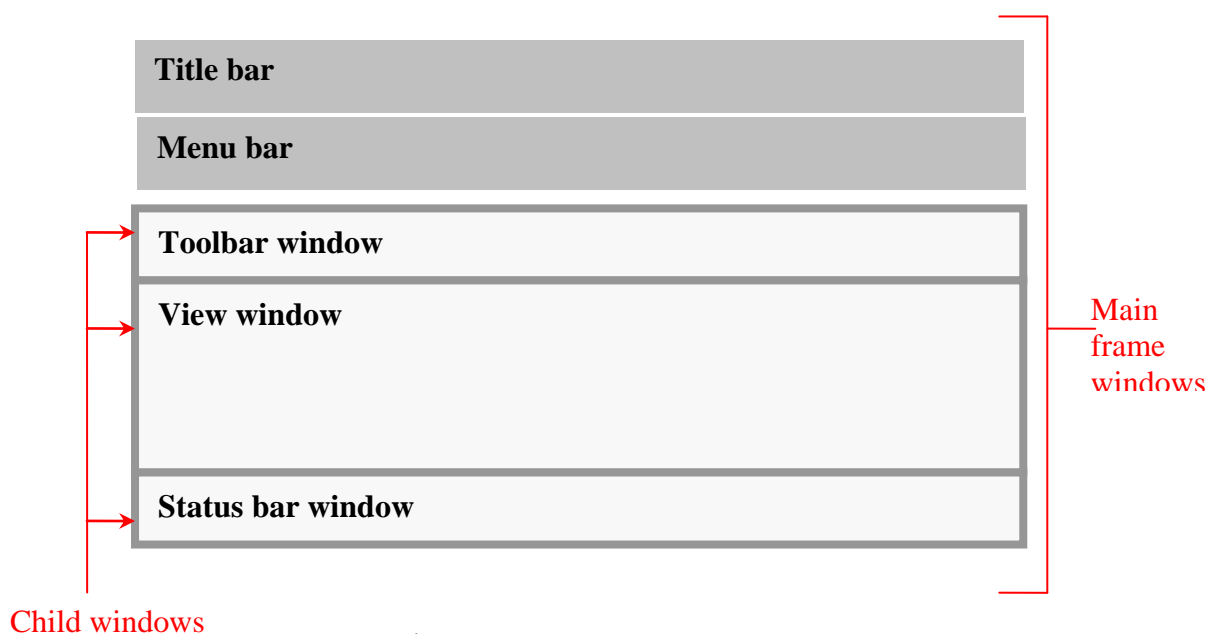 Title bar
Menu bar
Toolbar window
View window
Main
frame
windows
Status bar window
Child windows